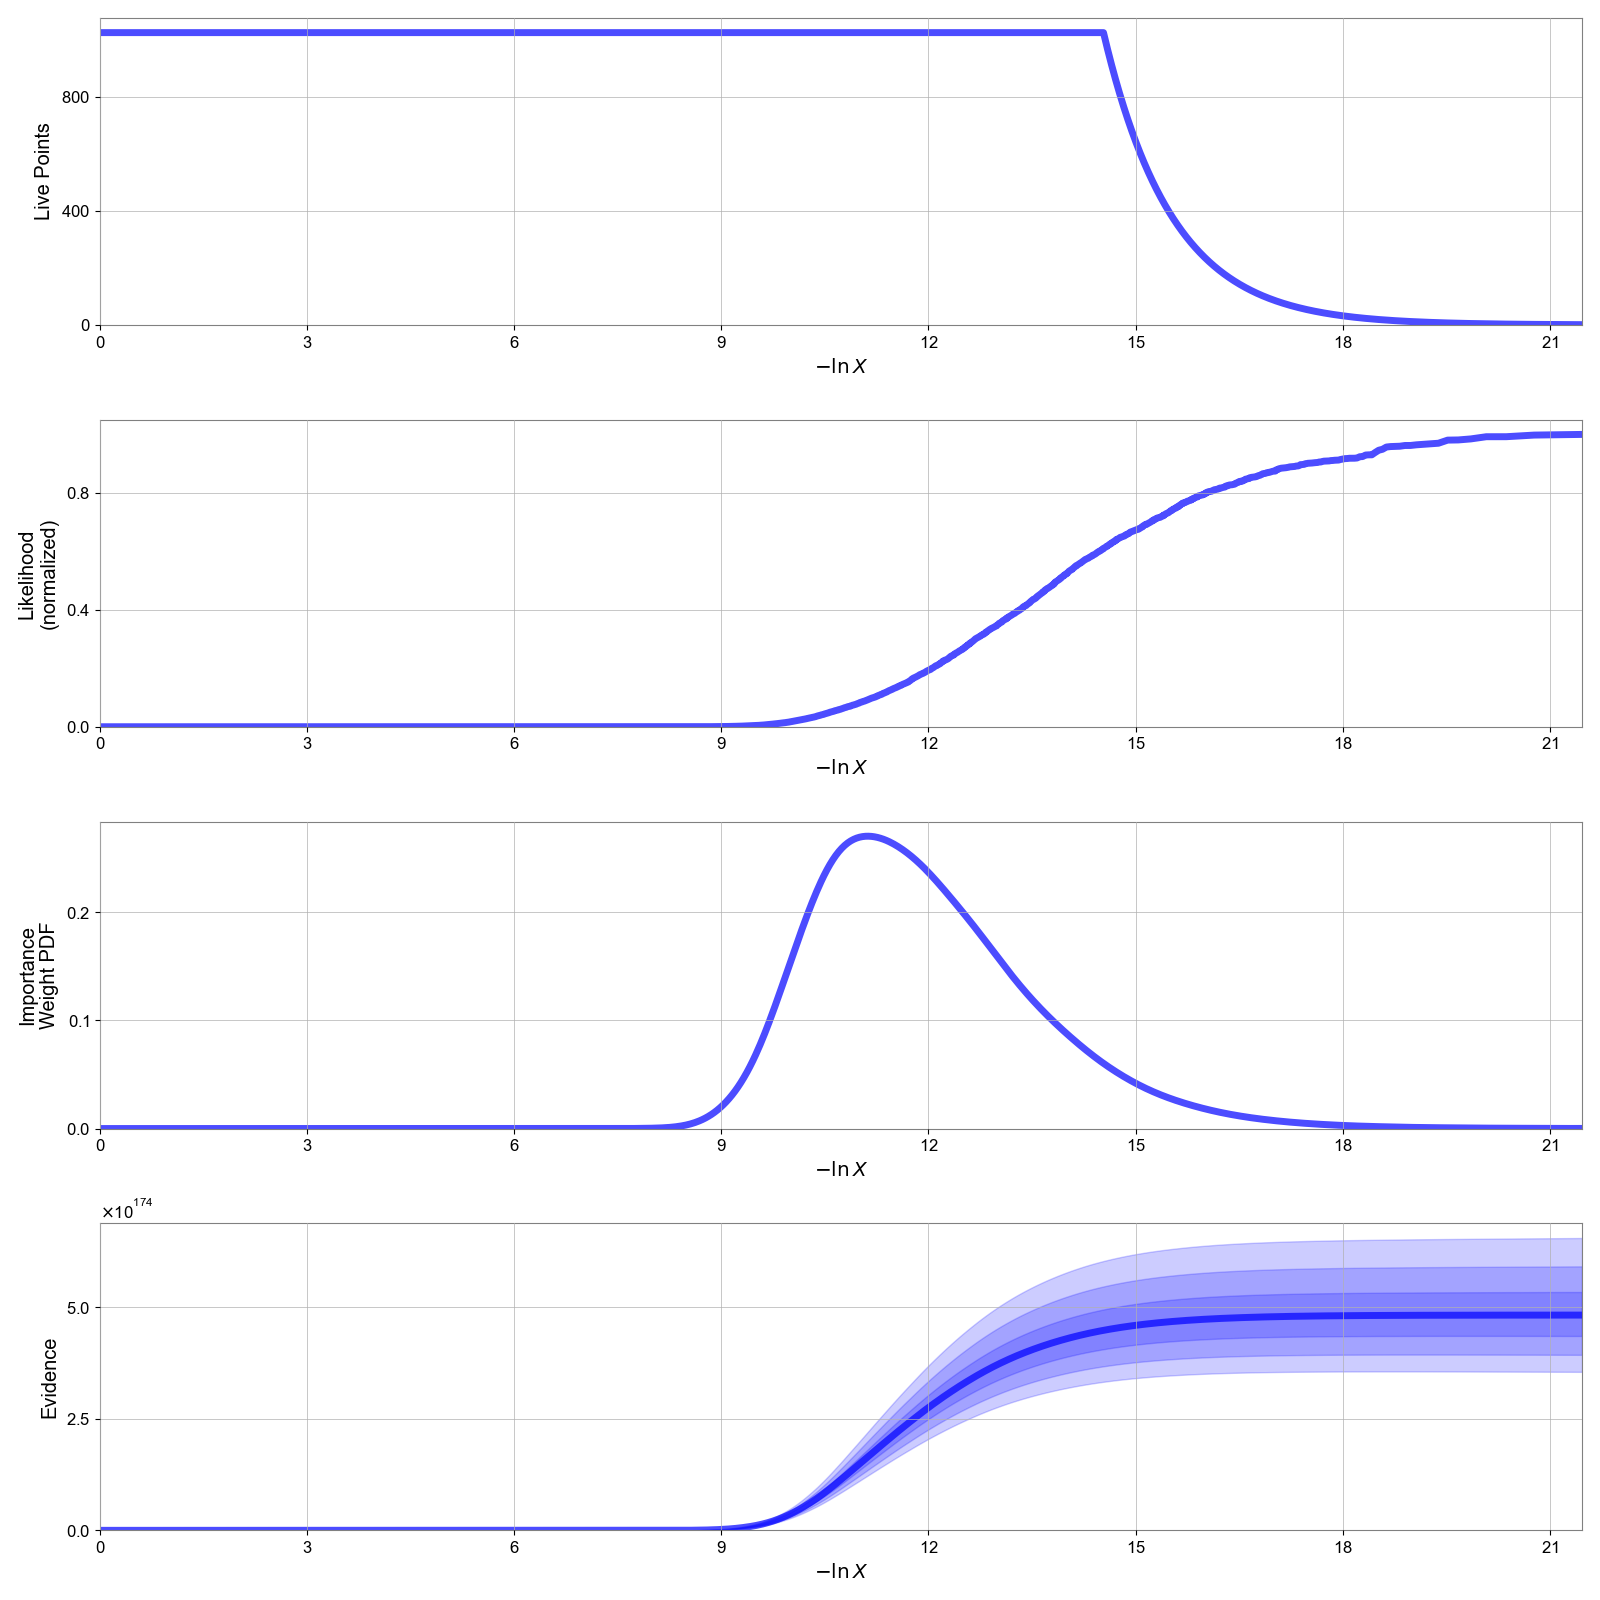 800
400
0
Live Points
0 3 6 9 12 15 18 21
−ln X
0.8
0.4
0.0
Likelihood
(normalized)
0 3 6 9 12 15 18 21
−ln X
0.2
0.1
0.0
Importance
Weight PDF
0 3 6 9 12 15 18 21
−ln X
×10¹⁷⁴
5.0
2.5
0.0
Evidence
0 3 6 9 12 15 18 21
−ln X